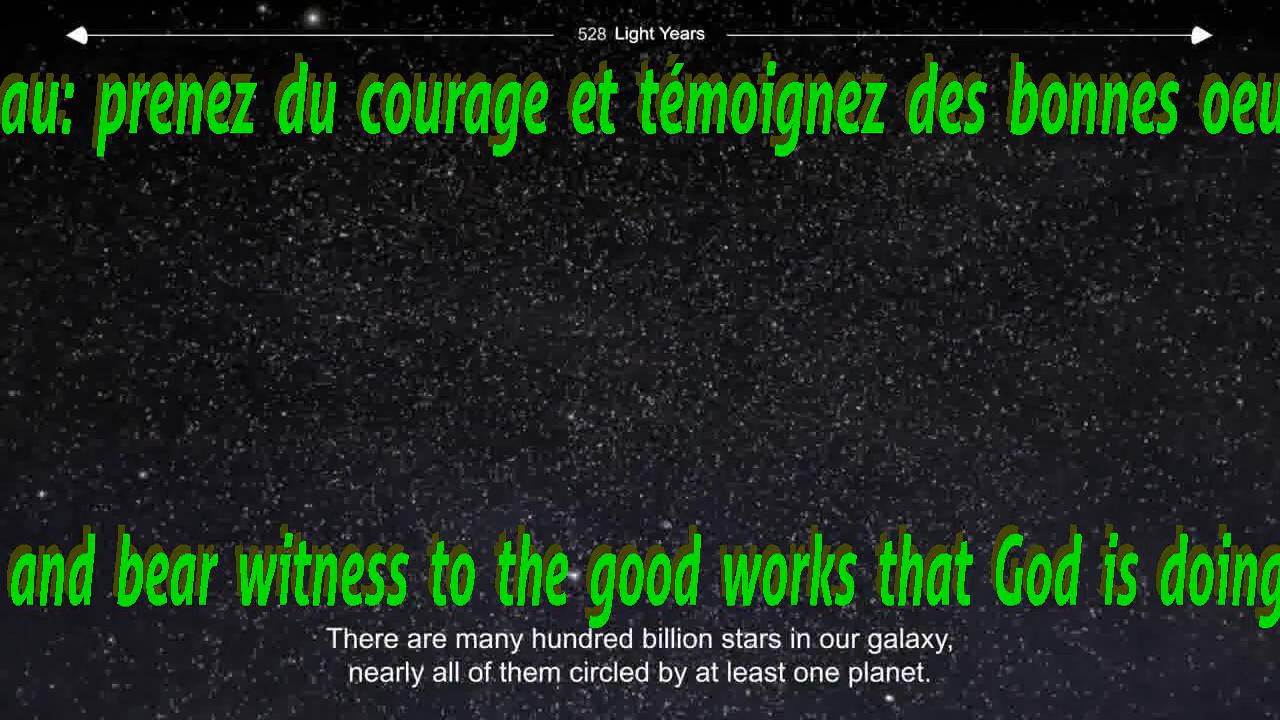 528 Light Years
au: prenez du courage et témoignez des bonnes
and bear witness to the good works that God is doing
There are many hundred billion stars in our galaxy,
nearly all of them circled by at least one planet.